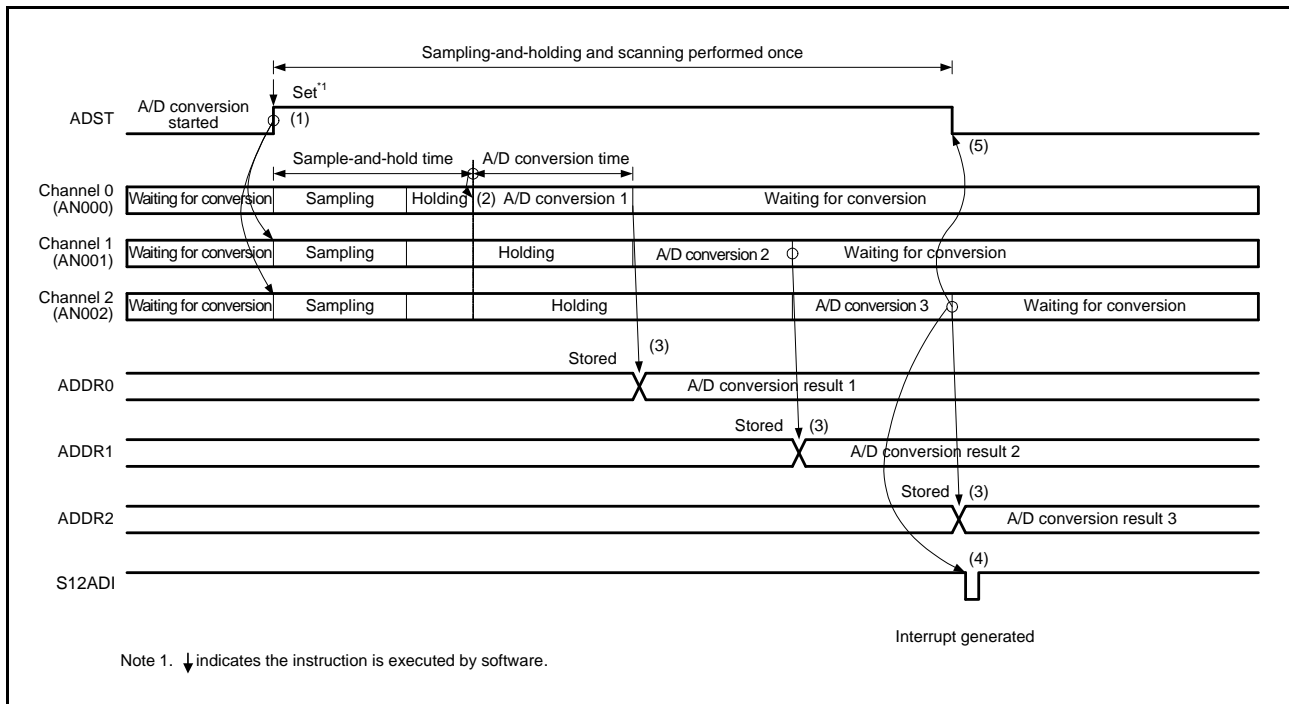 Sampling-and-holding and scanning performed once
Set*1
A/D conversion
started
ADST
(1)
(5)
Sample-and-hold time
A/D conversion time
Channel 0
(AN000)
Waiting for conversion
Sampling
Holding
(2)
A/D conversion 1
Waiting for conversion
Channel 1
(AN001)
Waiting for conversion
Sampling
Holding
A/D conversion 2
Waiting for conversion
Channel 2
(AN002)
Waiting for conversion
Sampling
Holding
A/D conversion 3
Waiting for conversion
Stored
(3)
ADDR0
A/D conversion result 1
Stored
(3)
ADDR1
A/D conversion result 2
Stored
(3)
ADDR2
A/D conversion result 3
(4)
S12ADI
Interrupt generated
Note 1. indicates the instruction is executed by software.